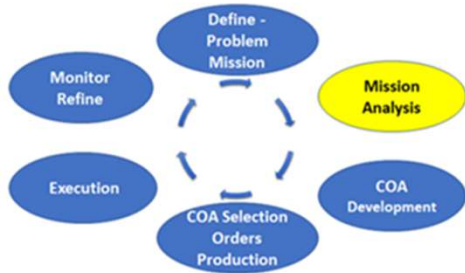 Define -
Problem
Mission
Mission
Analysis
COA
Development
COA Selection
Orders
Production
Execution
Monitor
Refine